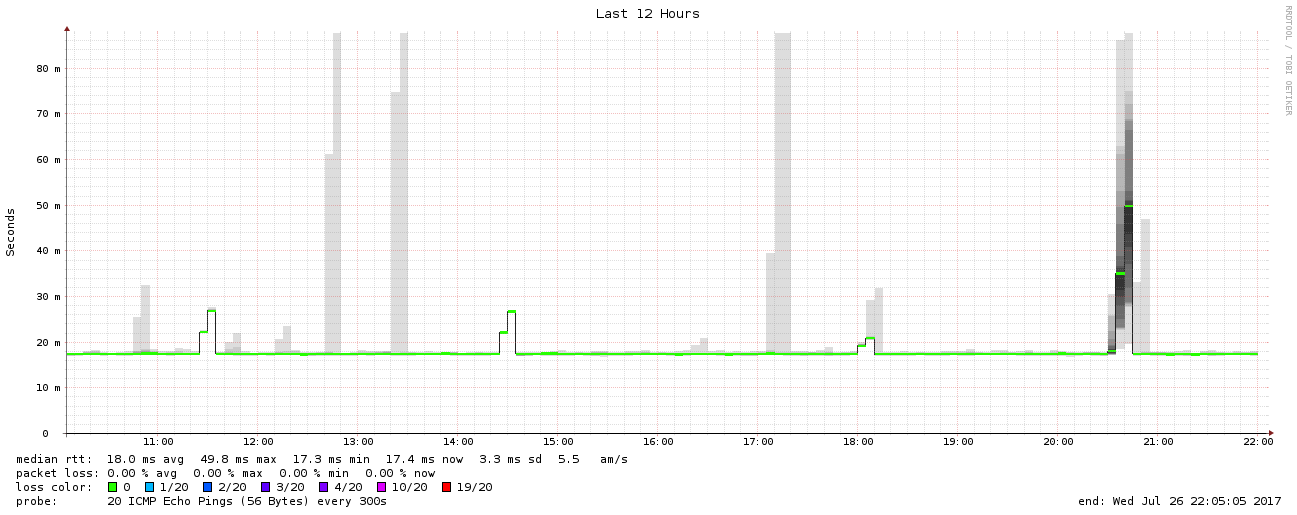 Last 12 Hours
RRDTOOL / TOBI OETIKER
Seconds
80 m
70 m
60 m
50 m
40 m
30 m
20 m
10 m
0
11:00 12:00 13:00 14:00 15:00 16:00 17:00 18:00 19:00 20:00 21:00 22:00
median rtt: 18.0 ms avg 49.8 ms max 17.3 ms min 17.4 ms now 3.3 ms sd 5.5 am/s
packet loss: 0.00 % avg 0.00 % max 0.00 % min 0.00 % now
loss color: 0 1/20 2/20 3/20 4/20 10/20 19/20
probe: 20 ICMP Echo Pings (56 Bytes) every 300s end: Wed Jul 26 22:05:05 2017